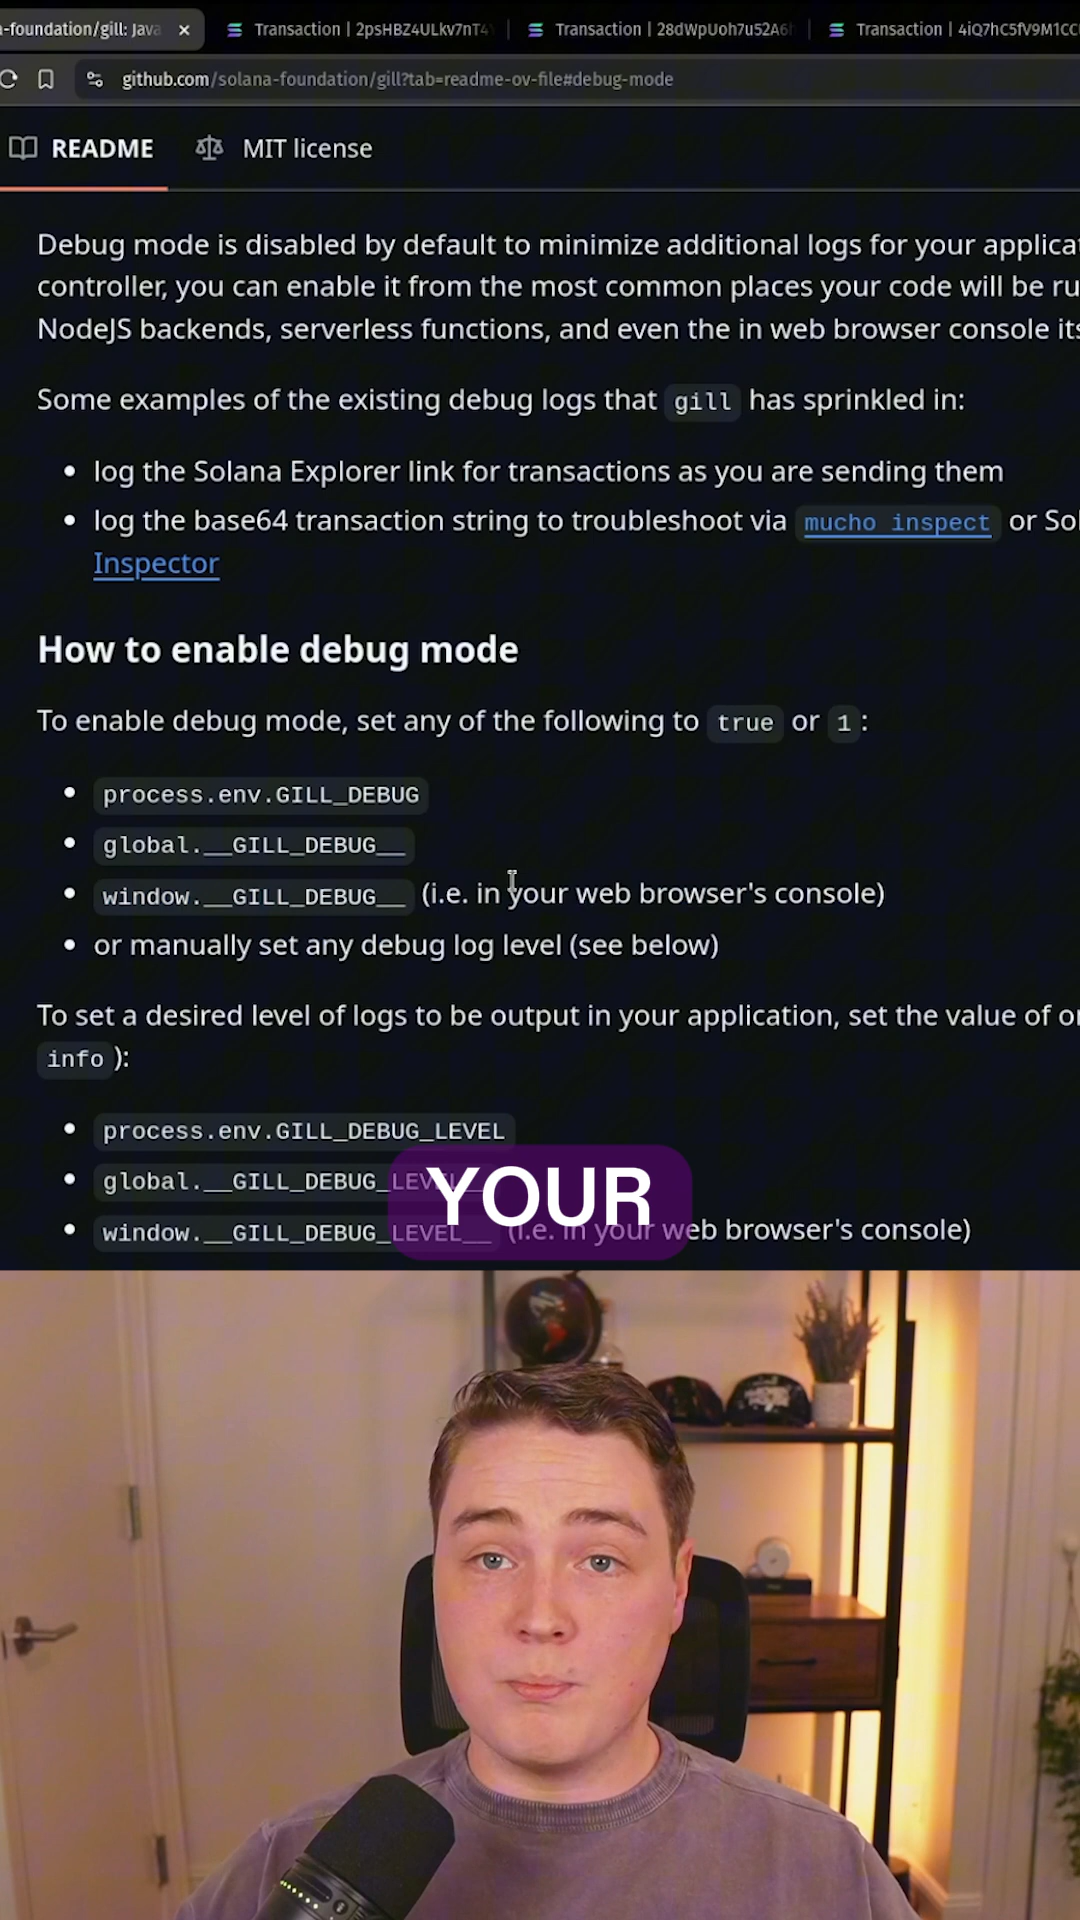 a-foundation/gill: Java
Transaction | 2psHBZ4ULkv7nT4
Transaction | 28dWpUoh7u52A6h
Transaction | 4iQ7hC5fV9M1CC
github.com/solana-foundation/gill?tab=readme-ov-file#debug-mode
README
MIT license
Debug mode is disabled by default to minimize additional logs for your applicat
controller, you can enable it from the most common places your code will be ru
NodeJS backends, serverless functions, and even the in web browser console its
Some examples of the existing debug logs that gill has sprinkled in:
• log the Solana Explorer link for transactions as you are sending them
• log the base64 transaction string to troubleshoot via mucho inspect or Sol
Inspector
How to enable debug mode
To enable debug mode, set any of the following to true or 1:
• process.env.GILL_DEBUG
• global.__GILL_DEBUG__
• window.__GILL_DEBUG__ (i.e. in your web browser's console)
• or manually set any debug log level (see below)
To set a desired level of logs to be output in your application, set the value of o
info):
• process.env.GILL_DEBUG_LEVEL
• global.__GILL_DEBUG_LEVEL__
• window.__GILL_DEBUG_LEVEL__ (i.e. in your web browser's console)
YOUR